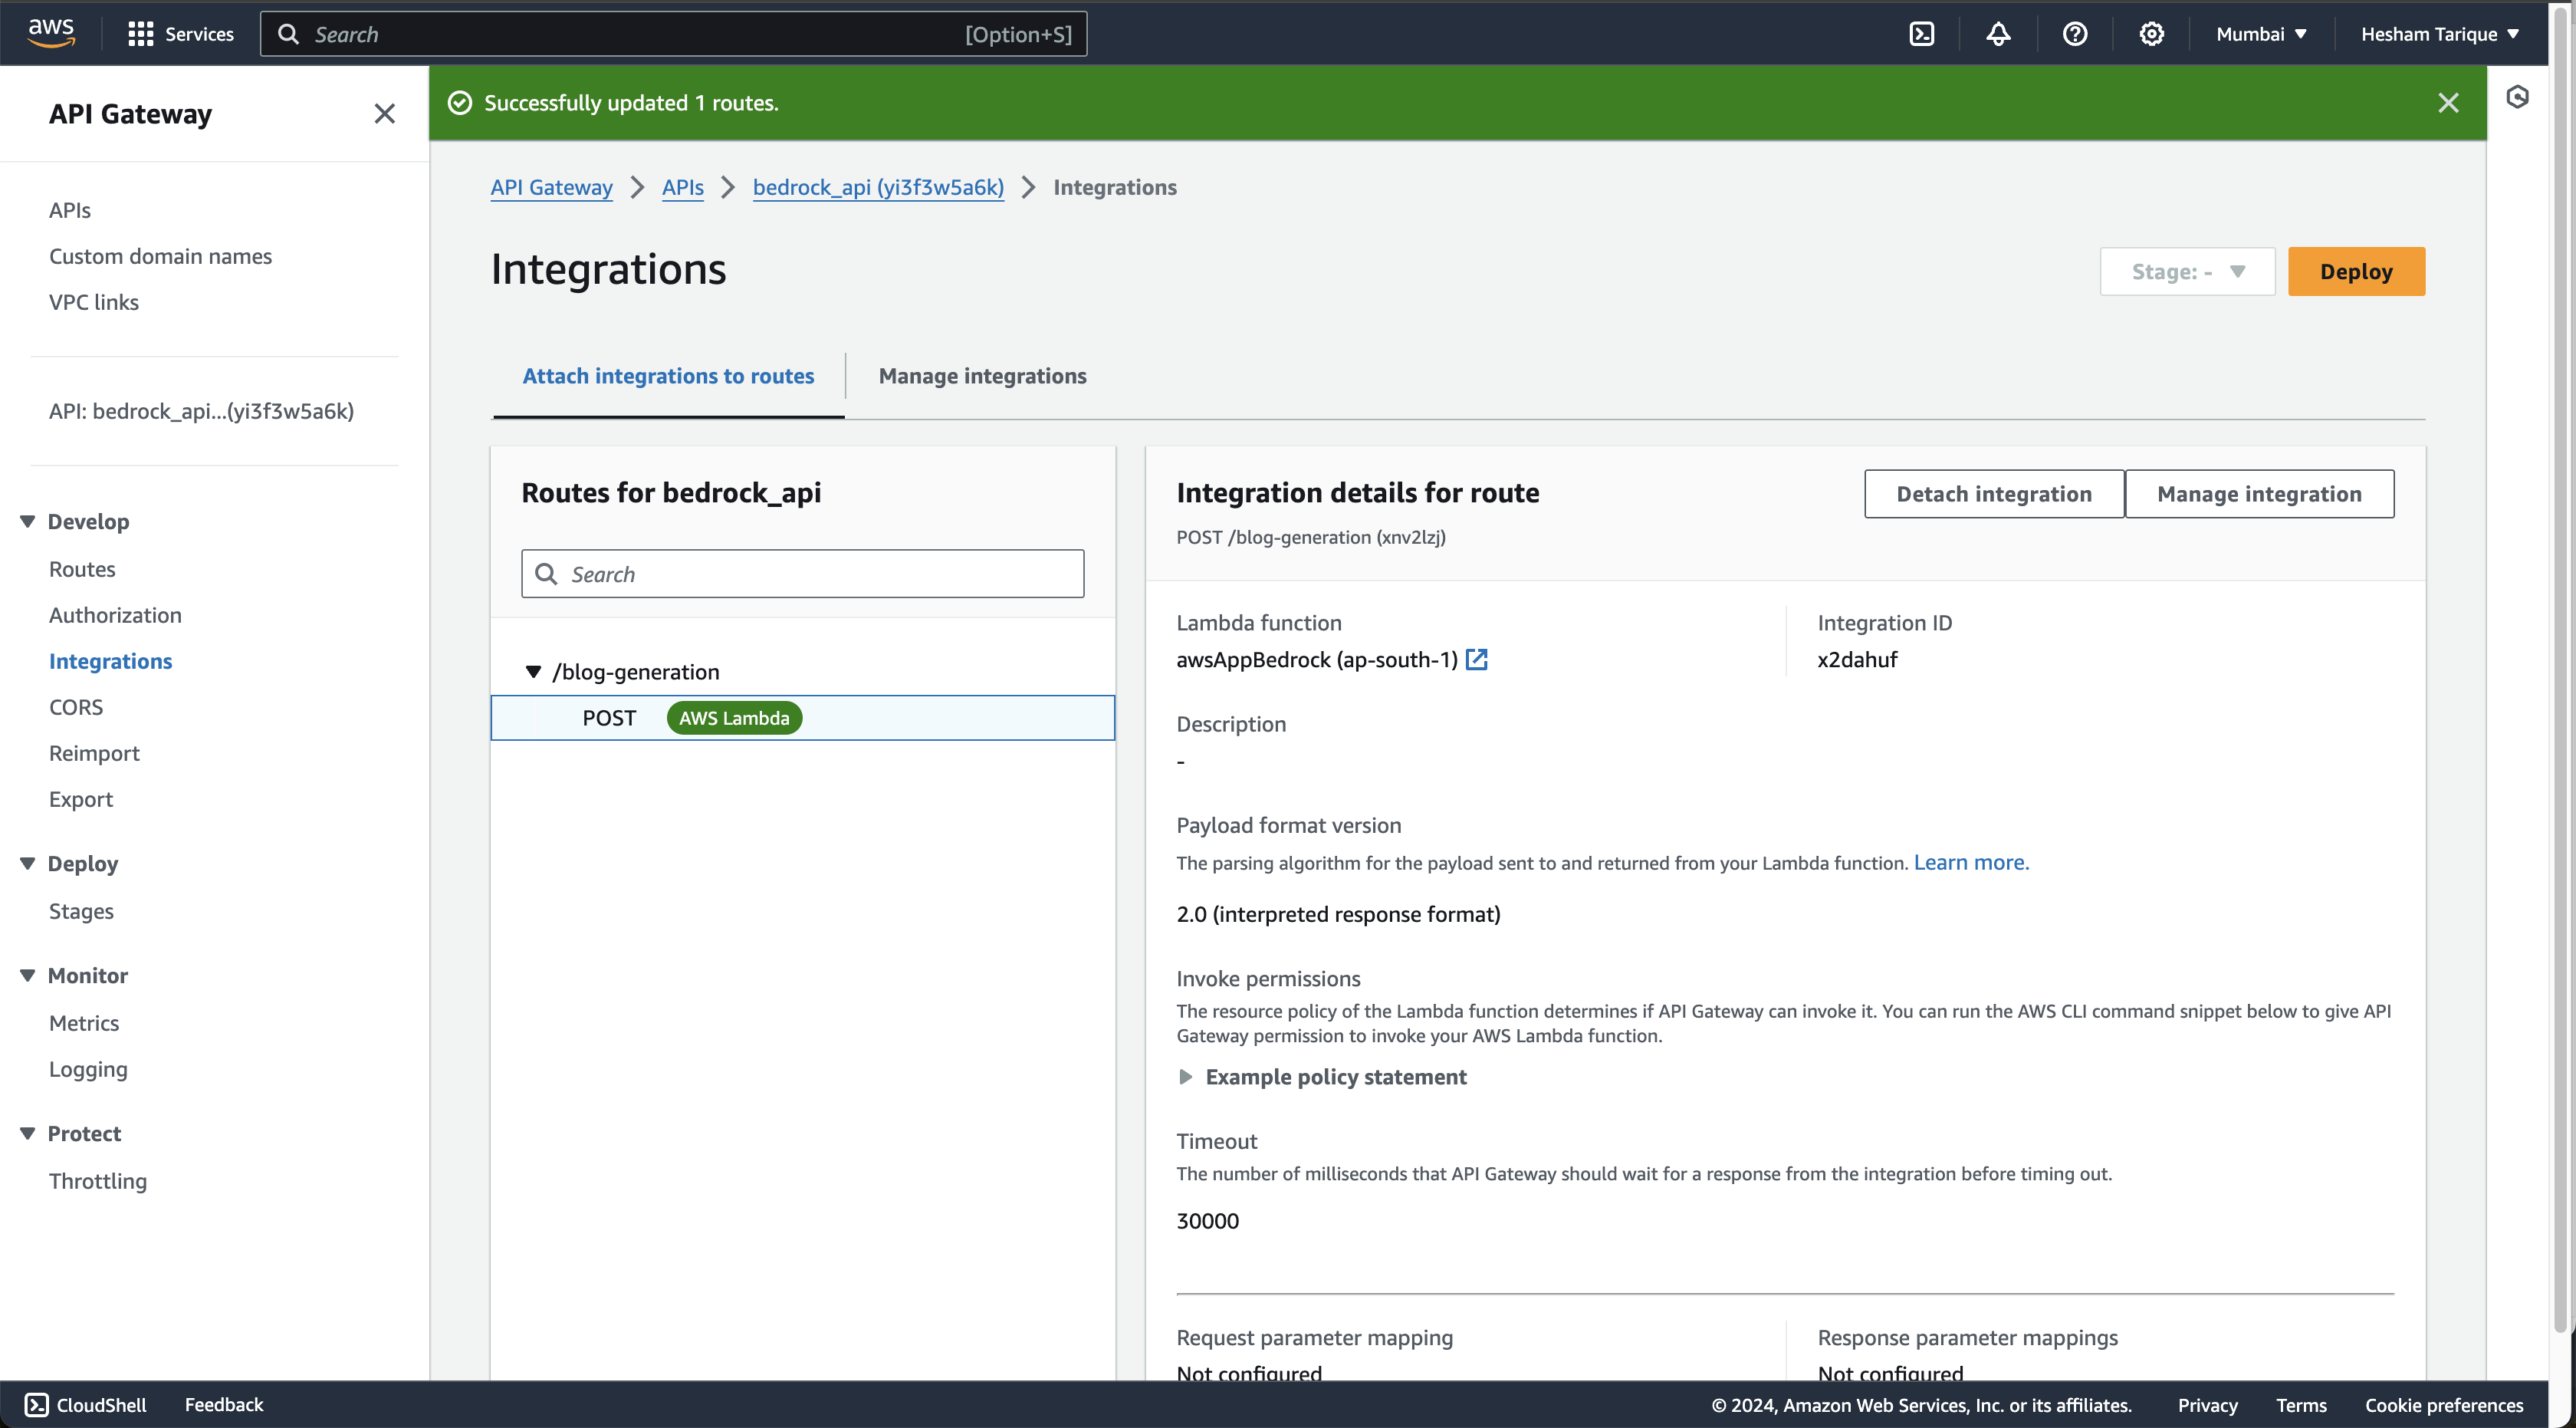 aws
Services
Search
[Option+S]
Mumbai
Hesham Tarique
API Gateway
Successfully updated 1 routes.
APIs
Custom domain names
VPC links
API: bedrock_api...(yi3f3w5a6k)
Develop
Routes
Authorization
Integrations
CORS
Reimport
Export
Deploy
Stages
Monitor
Metrics
Logging
Protect
Throttling
API Gateway > APIs > bedrock_api (yi3f3w5a6k) > Integrations
Integrations
Stage: -
Deploy
Attach integrations to routes
Manage integrations
Routes for bedrock_api
Search
/blog-generation
POST AWS Lambda
Integration details for route
POST /blog-generation (xnv2lzj)
Detach integration
Manage integration
Lambda function
awsAppBedrock (ap-south-1)
Integration ID
x2dahuf
Description
-
Payload format version
The parsing algorithm for the payload sent to and returned from your Lambda function. Learn more.
2.0 (interpreted response format)
Invoke permissions
The resource policy of the Lambda function determines if API Gateway can invoke it. You can run the AWS CLI command snippet below to give API
Gateway permission to invoke your AWS Lambda function.
Example policy statement
Timeout
The number of milliseconds that API Gateway should wait for a response from the integration before timing out.
30000
Request parameter mapping
Not configured
Response parameter mappings
Not configured
CloudShell
Feedback
© 2024, Amazon Web Services, Inc. or its affiliates.
Privacy
Terms
Cookie preferences